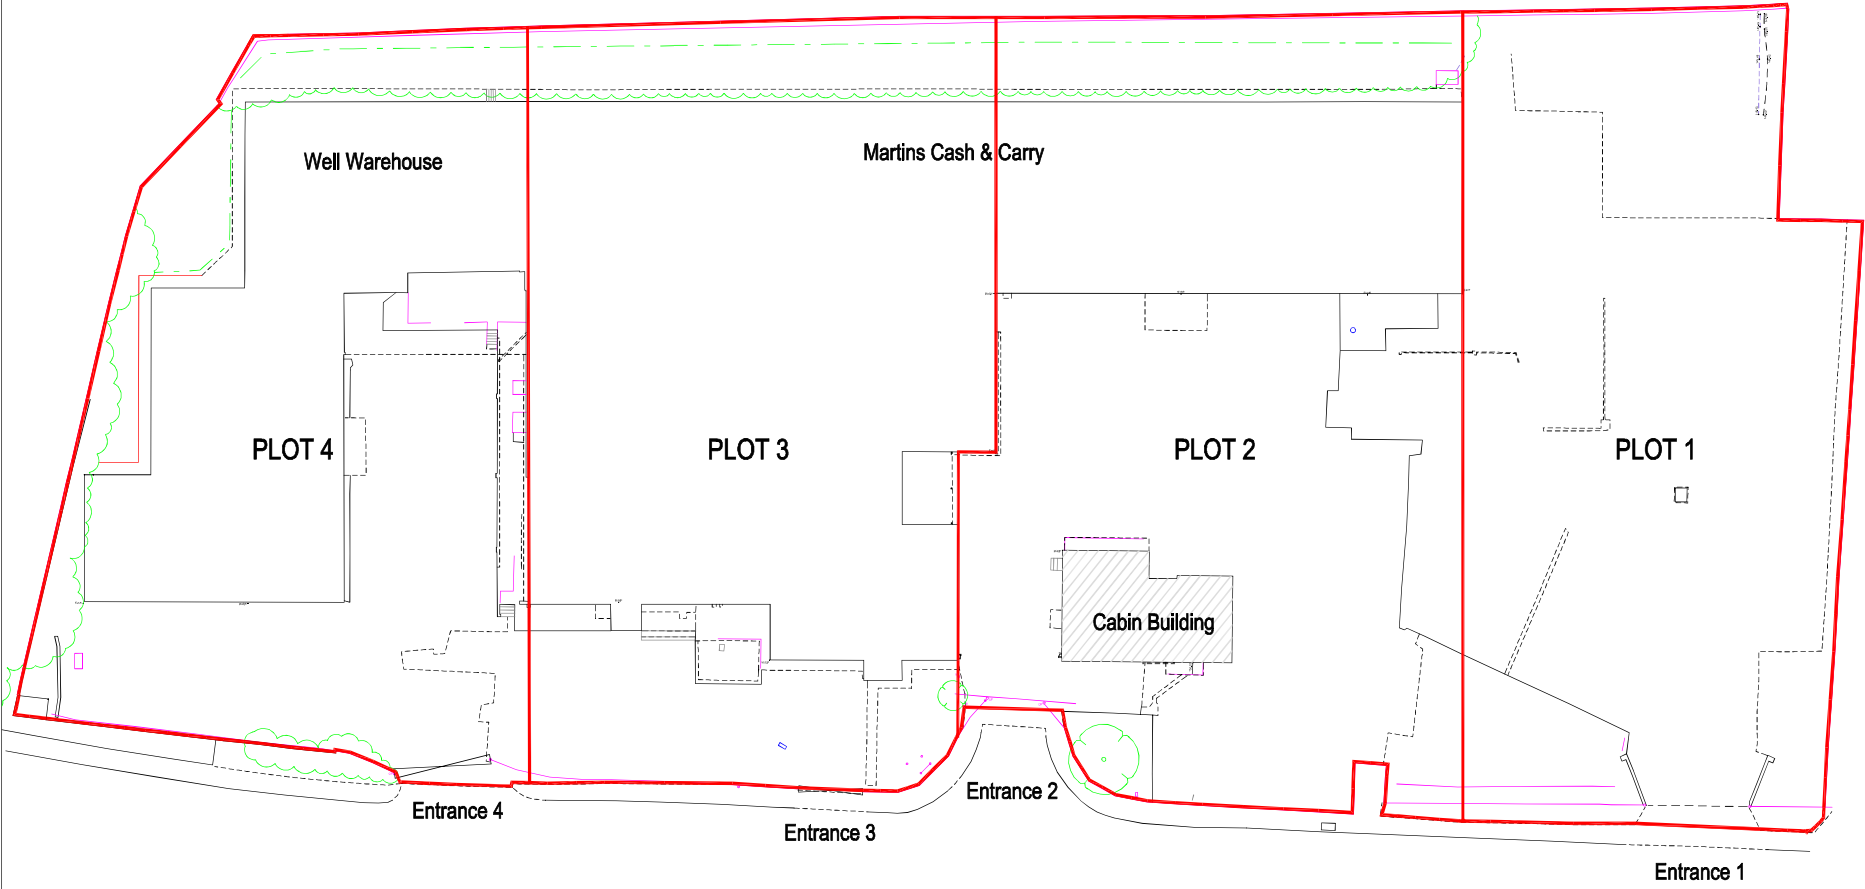 Well Warehouse
Martins Cash & Carry
PLOT 4
PLOT 3
PLOT 2
PLOT 1
Cabin Building
Entrance 4
Entrance 3
Entrance 2
Entrance 1